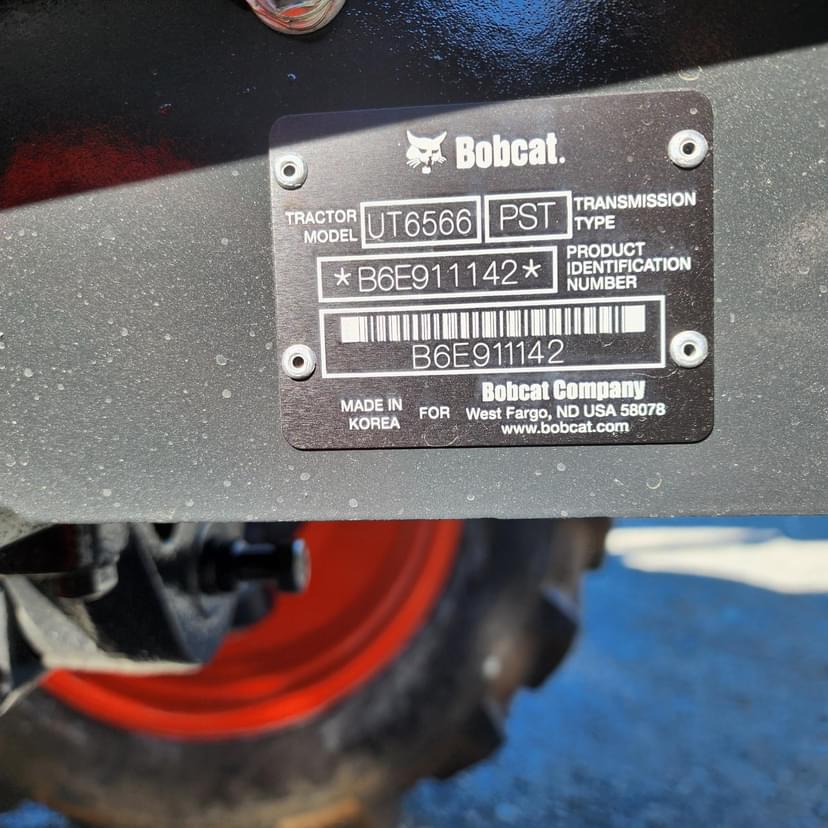 Bobcat.
TRACTOR MODEL UT6566 PST TRANSMISSION TYPE
*B6E911142* PRODUCT IDENTIFICATION NUMBER
B6E911142
MADE IN KOREA FOR Bobcat Company
West Fargo, ND USA 58078
www.bobcat.com